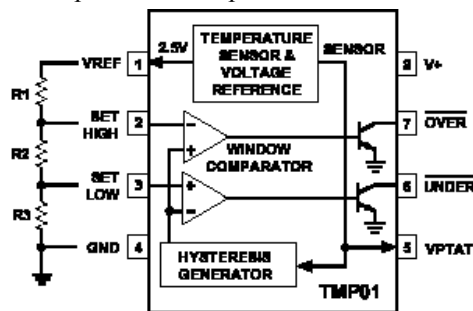 TEMPERATURE
SENSOR &
VOLTAGE
REFERENCE
2.5V
SENSOR
VREF 1
8 V+
R1
SET
HIGH 2
7 OVER
R2
WINDOW
COMPARATOR
SET
LOW 3
6 UNDER
R3
GND 4
5 VPTAT
HYSTERESIS
GENERATOR
TMP01